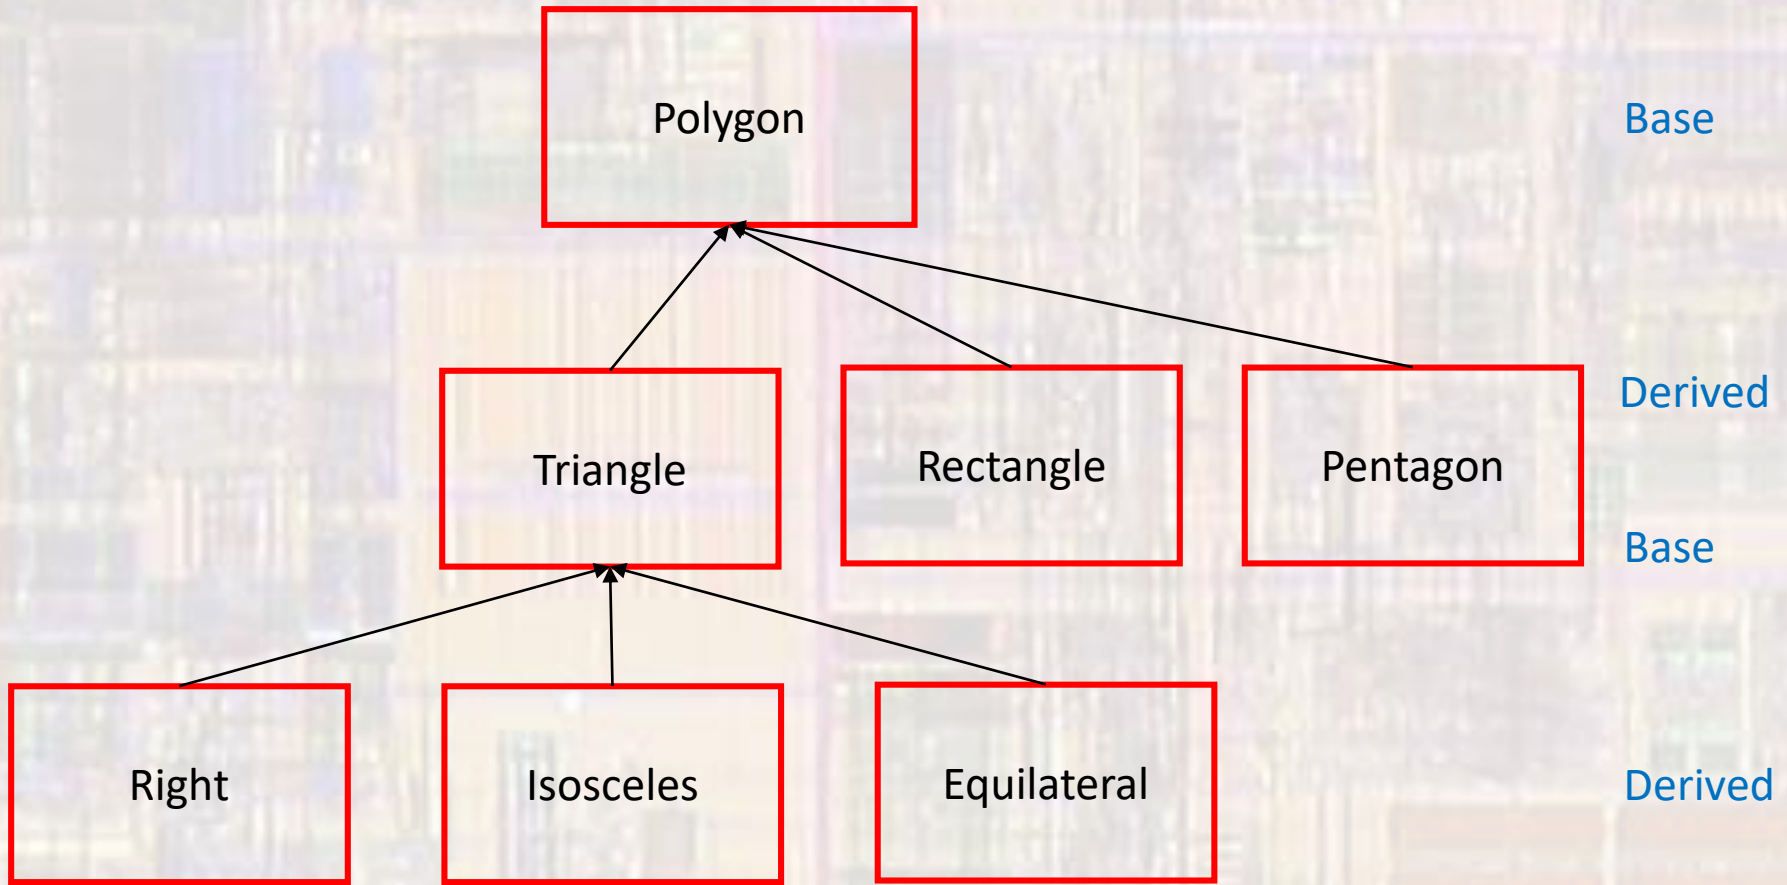 Polygon
Base
Derived
Triangle
Rectangle
Pentagon
Base
Right
Isosceles
Equilateral
Derived